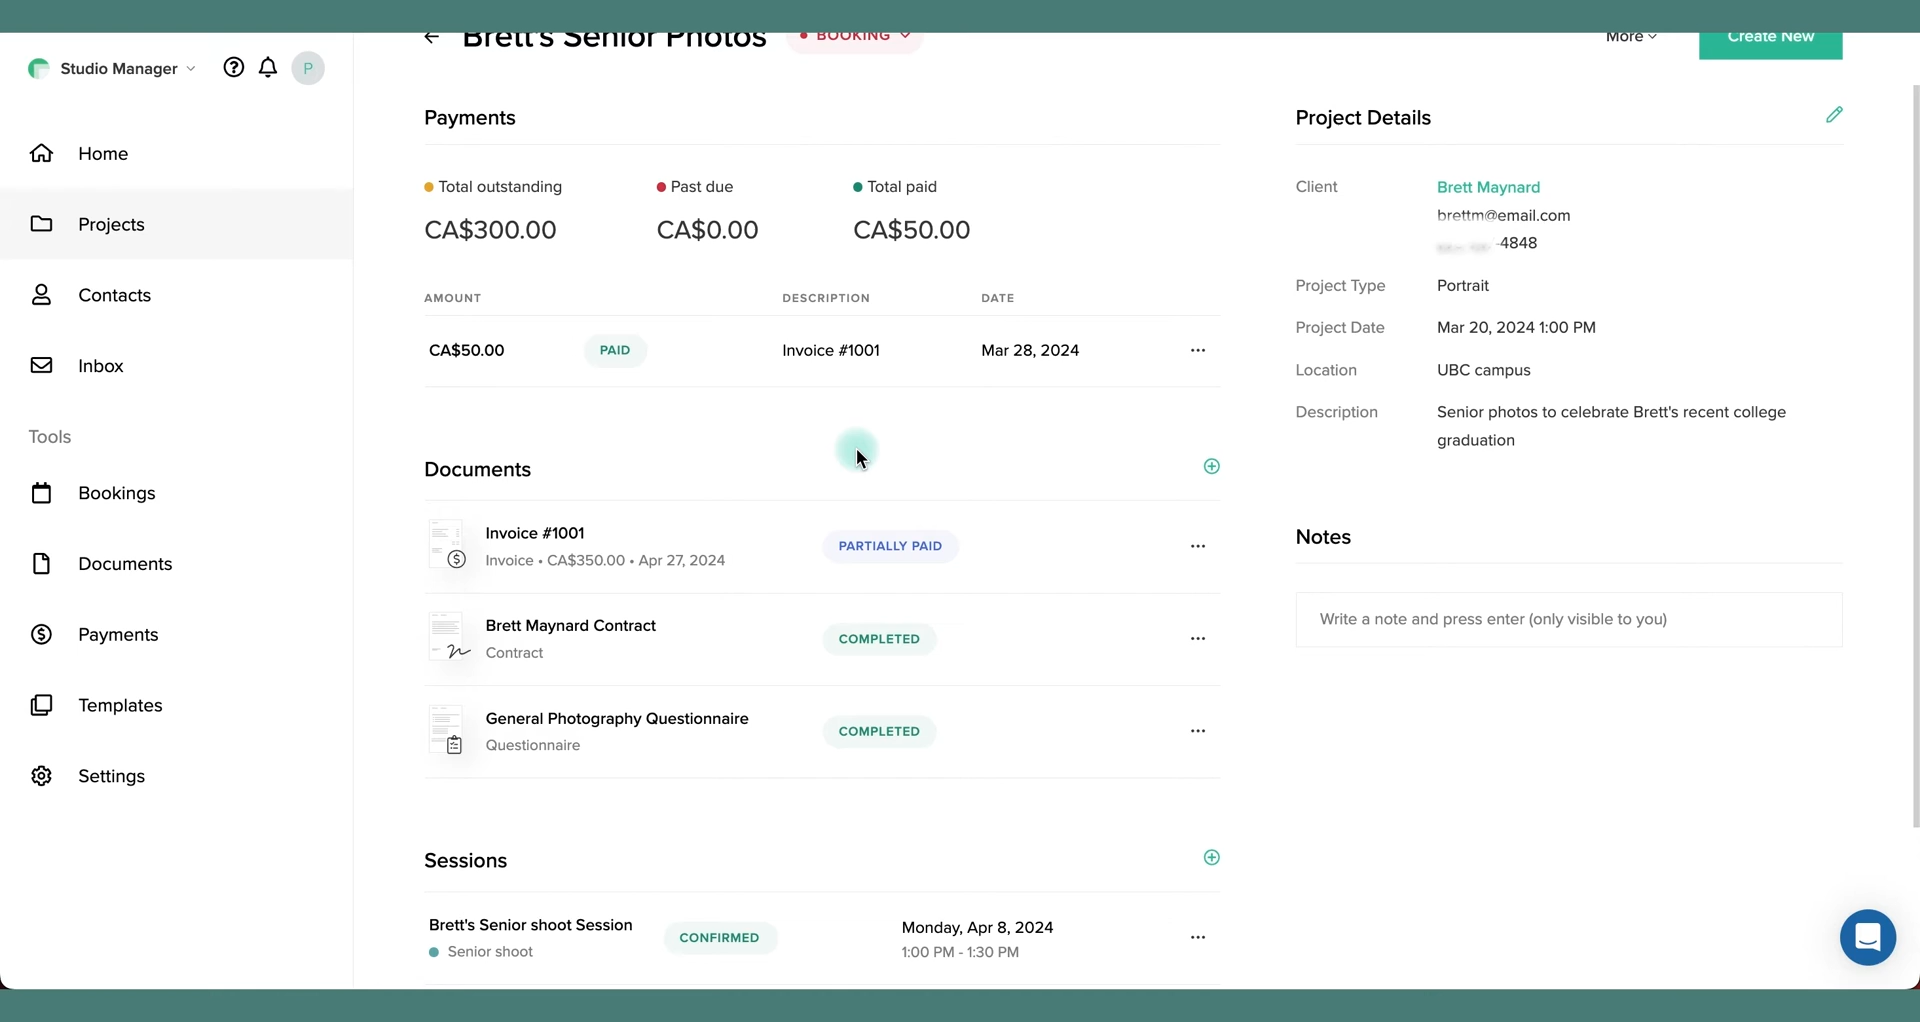 Brett's Senior Photos
BOOKING
More
Create New
Studio Manager
P
Home
Projects
Contacts
Inbox
Tools
Bookings
Documents
Payments
Templates
Settings
Payments
Total outstanding
Past due
Total paid
CA$300.00
CA$0.00
CA$50.00
AMOUNT
DESCRIPTION
DATE
CA$50.00
PAID
Invoice #1001
Mar 28, 2024
Documents
Invoice #1001
Invoice • CA$350.00 • Apr 27, 2024
PARTIALLY PAID
Brett Maynard Contract
Contract
COMPLETED
General Photography Questionnaire
Questionnaire
COMPLETED
Sessions
Brett's Senior shoot Session
Senior shoot
CONFIRMED
Monday, Apr 8, 2024
1:00 PM - 1:30 PM
Project Details
Client
Brett Maynard
brettm@email.com
-4848
Project Type
Portrait
Project Date
Mar 20, 2024 1:00 PM
Location
UBC campus
Description
Senior photos to celebrate Brett's recent college
graduation
Notes
Write a note and press enter (only visible to you)